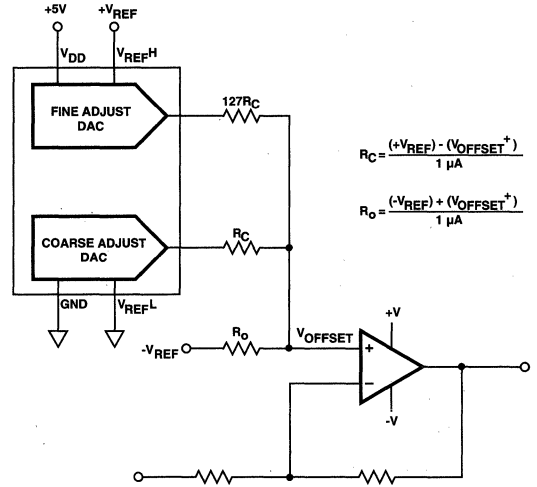 +5V
+VREF
VDD
VREFH
FINE ADJUST
DAC
127RC
RC = (+VREF) - (VOFFSET+)
1 μA
Ro = (-VREF) + (VOFFSET+)
1 μA
COARSE ADJUST
DAC
RC
GND
VREFL
-VREF
Ro
VOFFSET
+V
+
−
-V